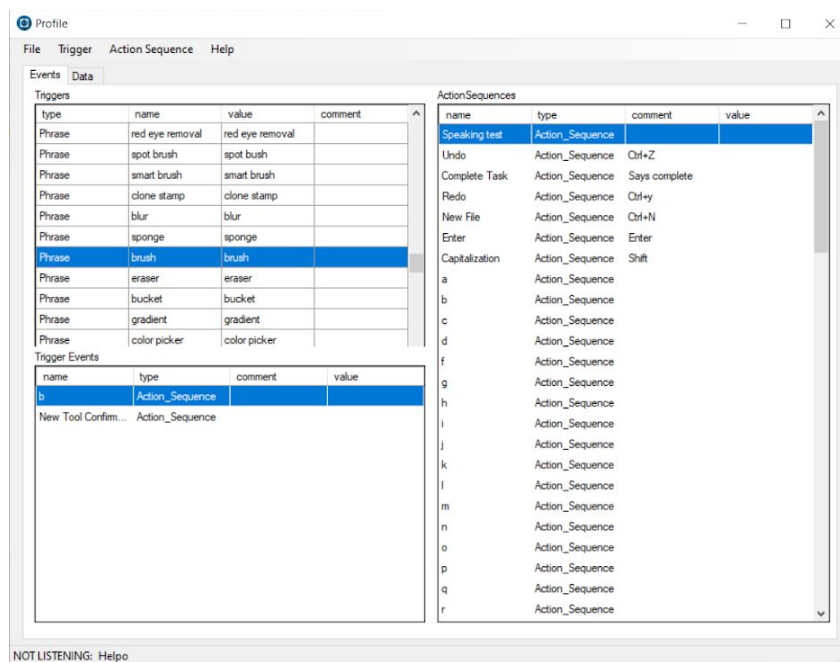 Profile
File Trigger Action Sequence Help
Events Data
Triggers
type name value comment
Phrase red eye removal red eye removal
Phrase spot brush spot bush
Phrase smart brush smart brush
Phrase clone stamp clone stamp
Phrase blur blur
Phrase sponge sponge
Phrase brush brush
Phrase eraser eraser
Phrase bucket bucket
Phrase gradient gradient
Phrase color picker color picker
Trigger Events
name type comment value
b Action_Sequence
New Tool Confirm... Action_Sequence
ActionSequences
name type comment value
Speaking test Action_Sequence
Undo Action_Sequence Ctrl+Z
Complete Task Action_Sequence Says complete
Redo Action_Sequence Ctrl+y
New File Action_Sequence Ctrl+N
Enter Action_Sequence Enter
Capitalization Action_Sequence Shift
a Action_Sequence
b Action_Sequence
c Action_Sequence
d Action_Sequence
f Action_Sequence
g Action_Sequence
h Action_Sequence
i Action_Sequence
j Action_Sequence
k Action_Sequence
l Action_Sequence
m Action_Sequence
n Action_Sequence
o Action_Sequence
p Action_Sequence
q Action_Sequence
r Action_Sequence
NOT LISTENING: Helpo